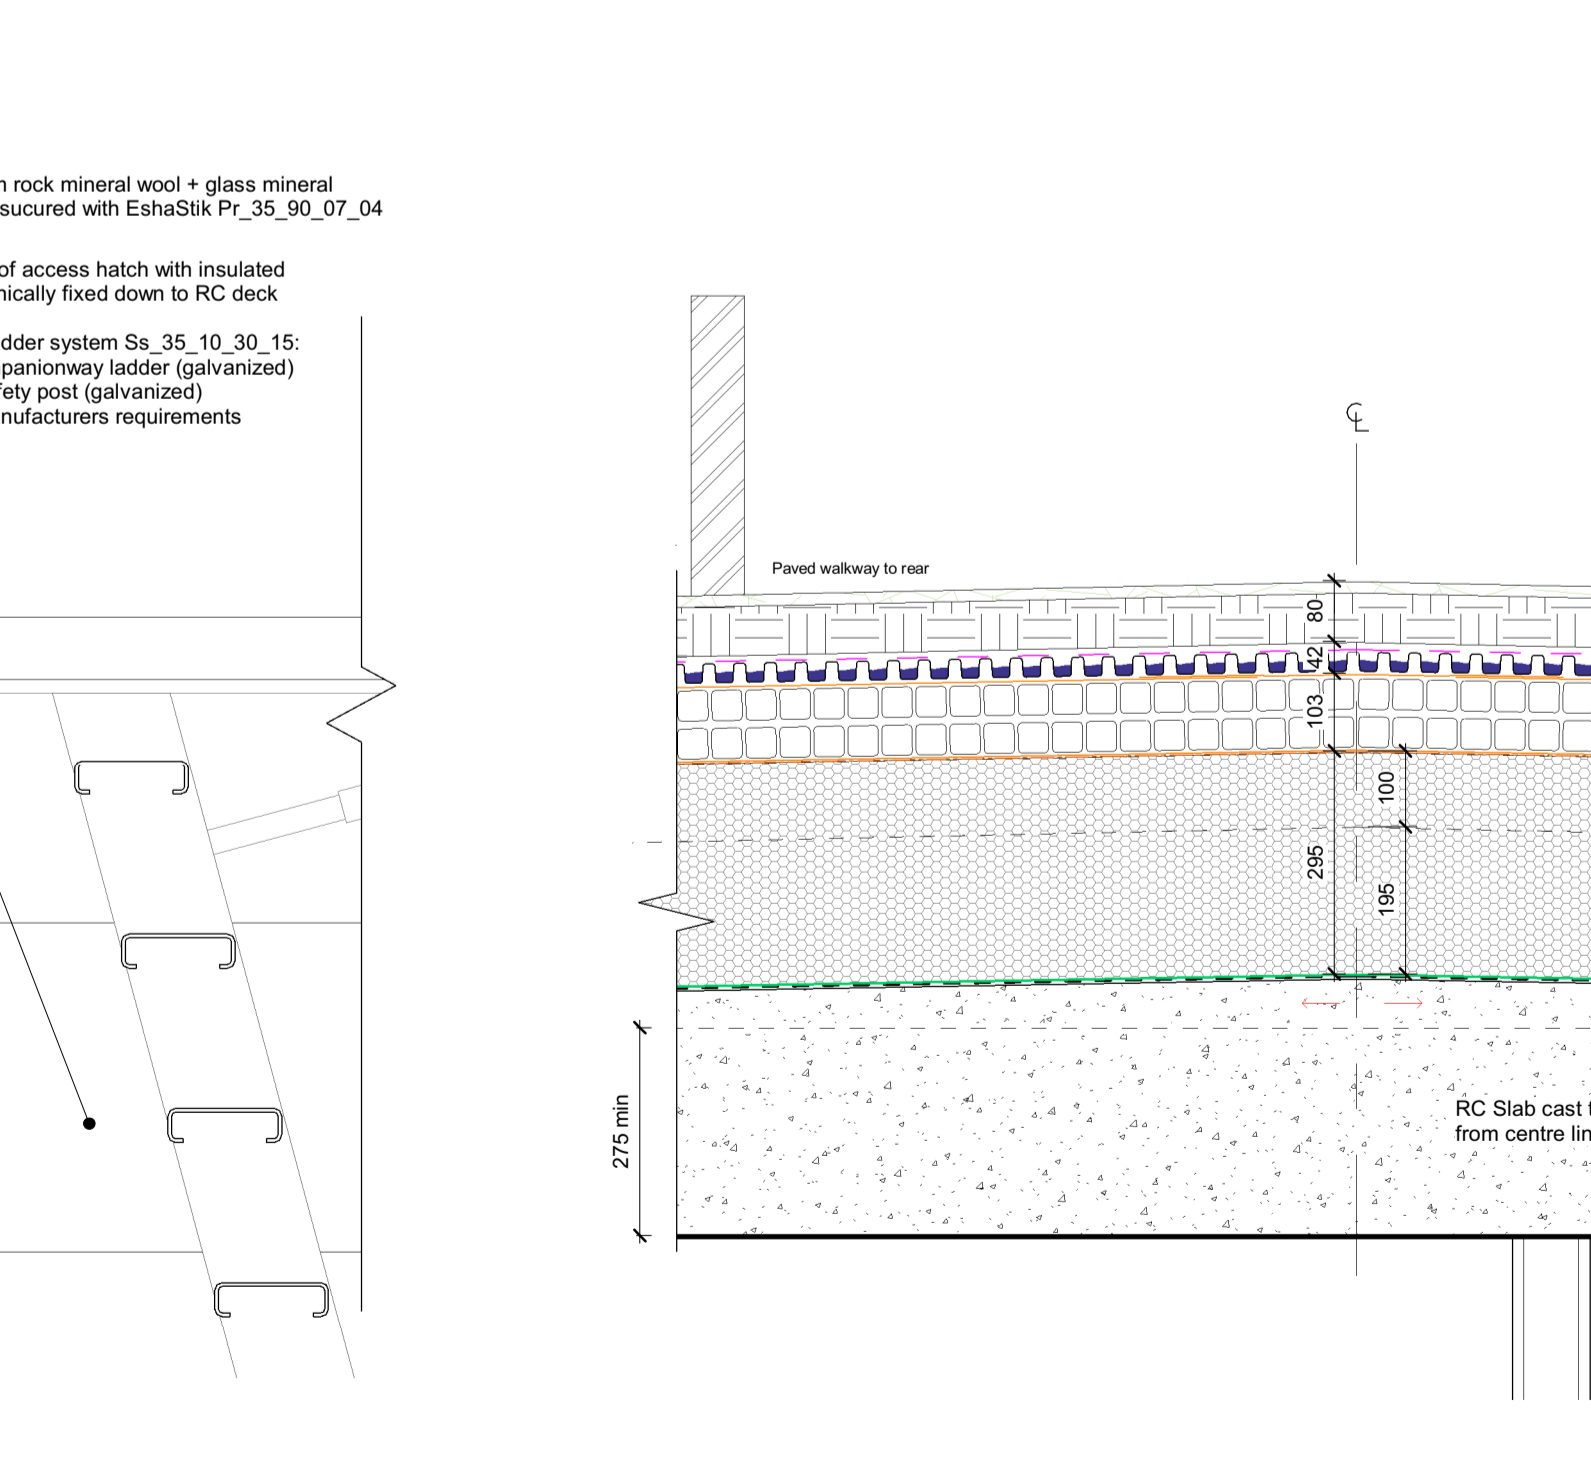 rock mineral wool + glass mineral
sucured with EshaStik Pr_35_90_07_04
of access hatch with insulated
nically fixed down to RC deck
dder system Ss_35_10_30_15:
panionway ladder (galvanized)
fety post (galvanized)
nufacturers requirements
℄
Paved walkway to rear
80
42
103
100
295
195
275 min
RC Slab cast
from centre lin